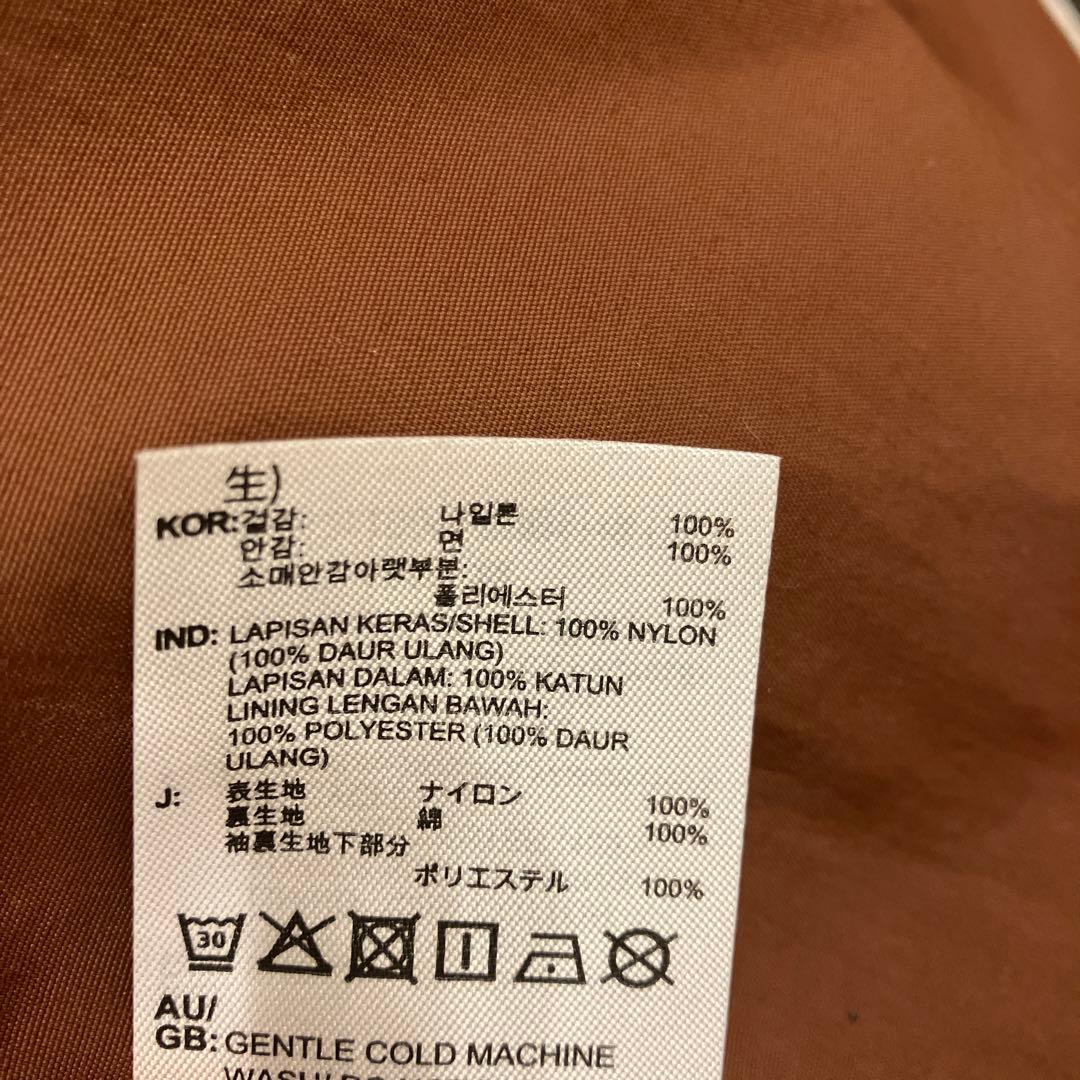 生)
KOR:겉감: 나일론 100%
안감: 면 100%
소매안감아랫부분:
폴리에스터 100%
IND: LAPISAN KERAS/SHELL: 100% NYLON
(100% DAUR ULANG)
LAPISAN DALAM: 100% KATUN
LINING LENGAN BAWAH:
100% POLYESTER (100% DAUR
ULANG)
J: 表生地 ナイロン 100%
裏生地 綿 100%
袖裏生地下部分
ポリエステル 100%
30
AU/
GB: GENTLE COLD MACHINE